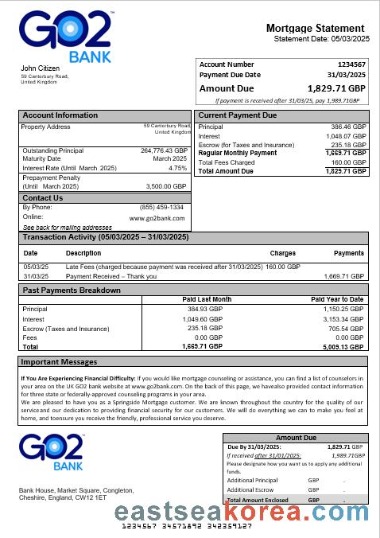 GO2
BANK
Mortgage Statement
Statement Date: 05/03/2025
John Citizen
59 Canterbury Road,
United Kingdom
Account Number 1234567
Payment Due Date 31/03/2025
Amount Due 1,829.71 GBP
If payment is received after 31/03/25, pay 1,989.71GBP
Account Information
Property Address 59 Canterbury Road,
United Kingdom
Outstanding Principal 264,776.43 GBP
Maturity Date March 2025
Interest Rate (Until March 2025) 4.75%
Prepayment Penalty
(Until March 2025) 3,500.00 GBP
Current Payment Due
Principal 386.46 GBP
Interest 1,048.07 GBP
Escrow (for Taxes and Insurance) 235.18 GBP
Regular Monthly Payment 1,669.71 GBP
Total Fees Charged 160.00 GBP
Total Amount Due 1,829.71 GBP
Contact Us
By Phone: (855) 459-1334
Online: www.go2bank.com
See back for mailing addresses
Transaction Activity (05/03/2025 – 31/03/2025)
Date Description Charges Payments
05/03/25 Late Fees (charged because payment was received after 31/03/2025) 160.00 GBP
31/03/25 Payment Received – Thank you 1,669.71 GBP
Past Payments Breakdown
Paid Last Month Paid Year to Date
Principal 384.93 GBP 1,150.25 GBP
Interest 1,049.60 GBP 3,153.34 GBP
Escrow (Taxes and Insurance) 235.18 GBP 705.54 GBP
Fees 0.00 GBP 0.00 GBP
Total 1,669.71 GBP 5,009.13 GBP
Important Messages
If You Are Experiencing Financial Difficulty: if you would like mortgage counseling or assistance, you can find a list of counselors in
your area on the UK GO2 bank website at www.go2bank.com. On the back of this page, we havealso provided contact information
for three state or federally-approved counseling programs in your area.
We are pleased to have you as a Springside Mortgage customer. We are known throughout the country for the quality of our
service and our dedication to providing financial security for our customers. We will do everything we can to make you feel at
home, and toensure you receive the friendly, professional service you deserve.
GO2
BANK
Amount Due
Due By 31/03/2025: 1,829.71 GBP
If received after 31/03/2025: 1,989.71GBP
Please designate how you want us to apply any additional
funds.
Additional Principal GBP .
Additional Escrow GBP .
Total Amount Enclosed GBP .
Bank House, Market Square, Congleton,
Cheshire, England, CW12 1ET
eastseakorea.com